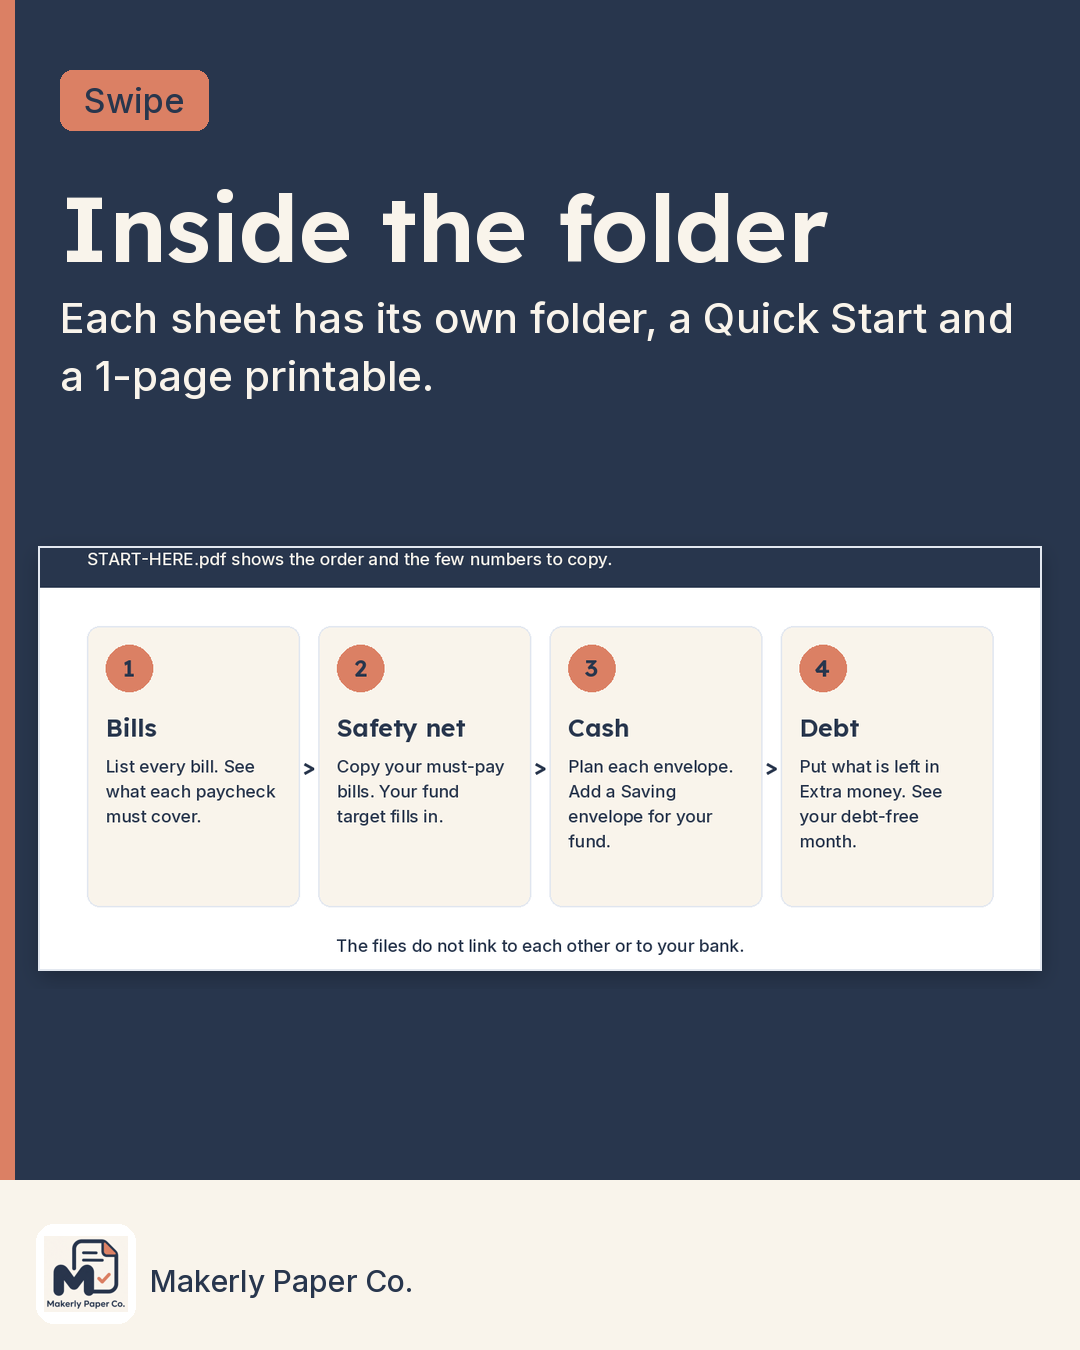 Swipe
Inside the folder
Each sheet has its own folder, a Quick Start and
a 1-page printable.
START-HERE.pdf shows the order and the few numbers to copy.
1
Bills
List every bill. See
what each paycheck
must cover.
>
2
Safety net
Copy your must-pay
bills. Your fund
target fills in.
>
3
Cash
Plan each envelope.
Add a Saving
envelope for your
fund.
>
4
Debt
Put what is left in
Extra money. See
your debt-free
month.
The files do not link to each other or to your bank.
M
Makerly Paper Co.
Makerly Paper Co.